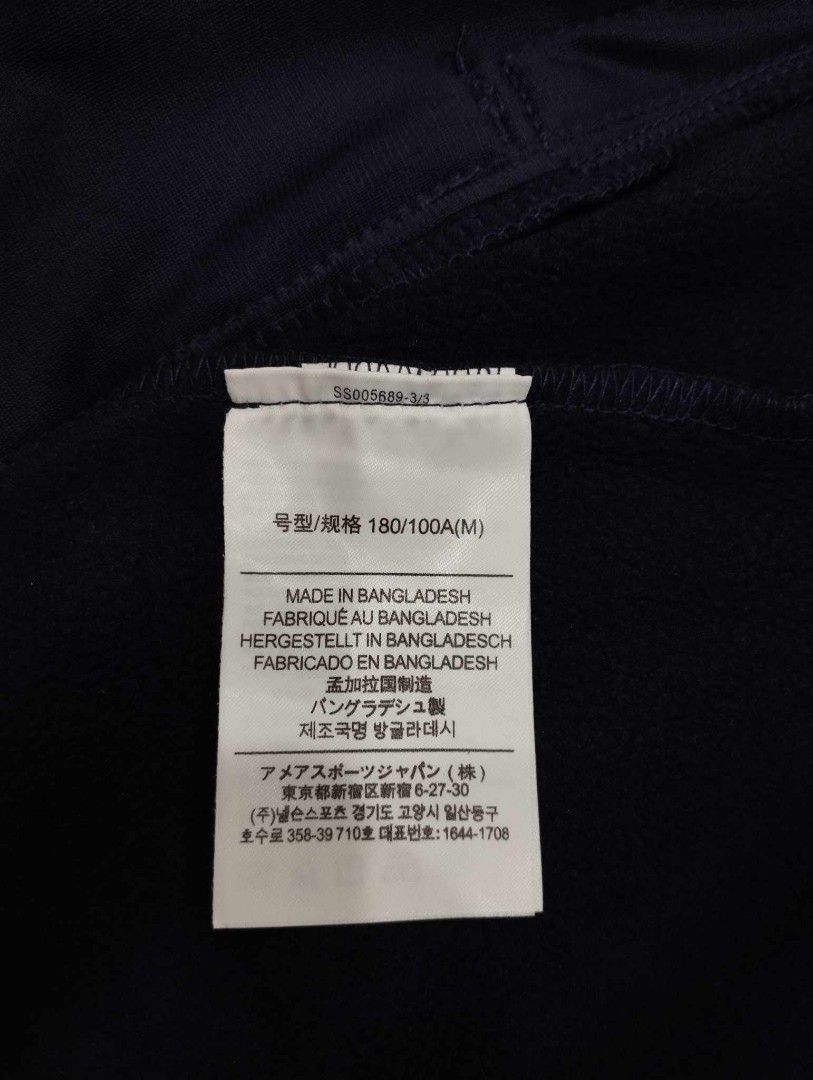 SS005689-3/3
号型/规格 180/100A(M)
MADE IN BANGLADESH
FABRIQUÉ AU BANGLADESH
HERGESTELLT IN BANGLADESCH
FABRICADO EN BANGLADESH
孟加拉国制造
バングラデシュ製
제조국명 방글라데시
アメアスポーツジャパン (株)
東京都新宿区新宿 6-27-30
(주)넬슨스포츠 경기도 고양시 일산동구
호수로 358-39 710호 대표번호: 1644-1708